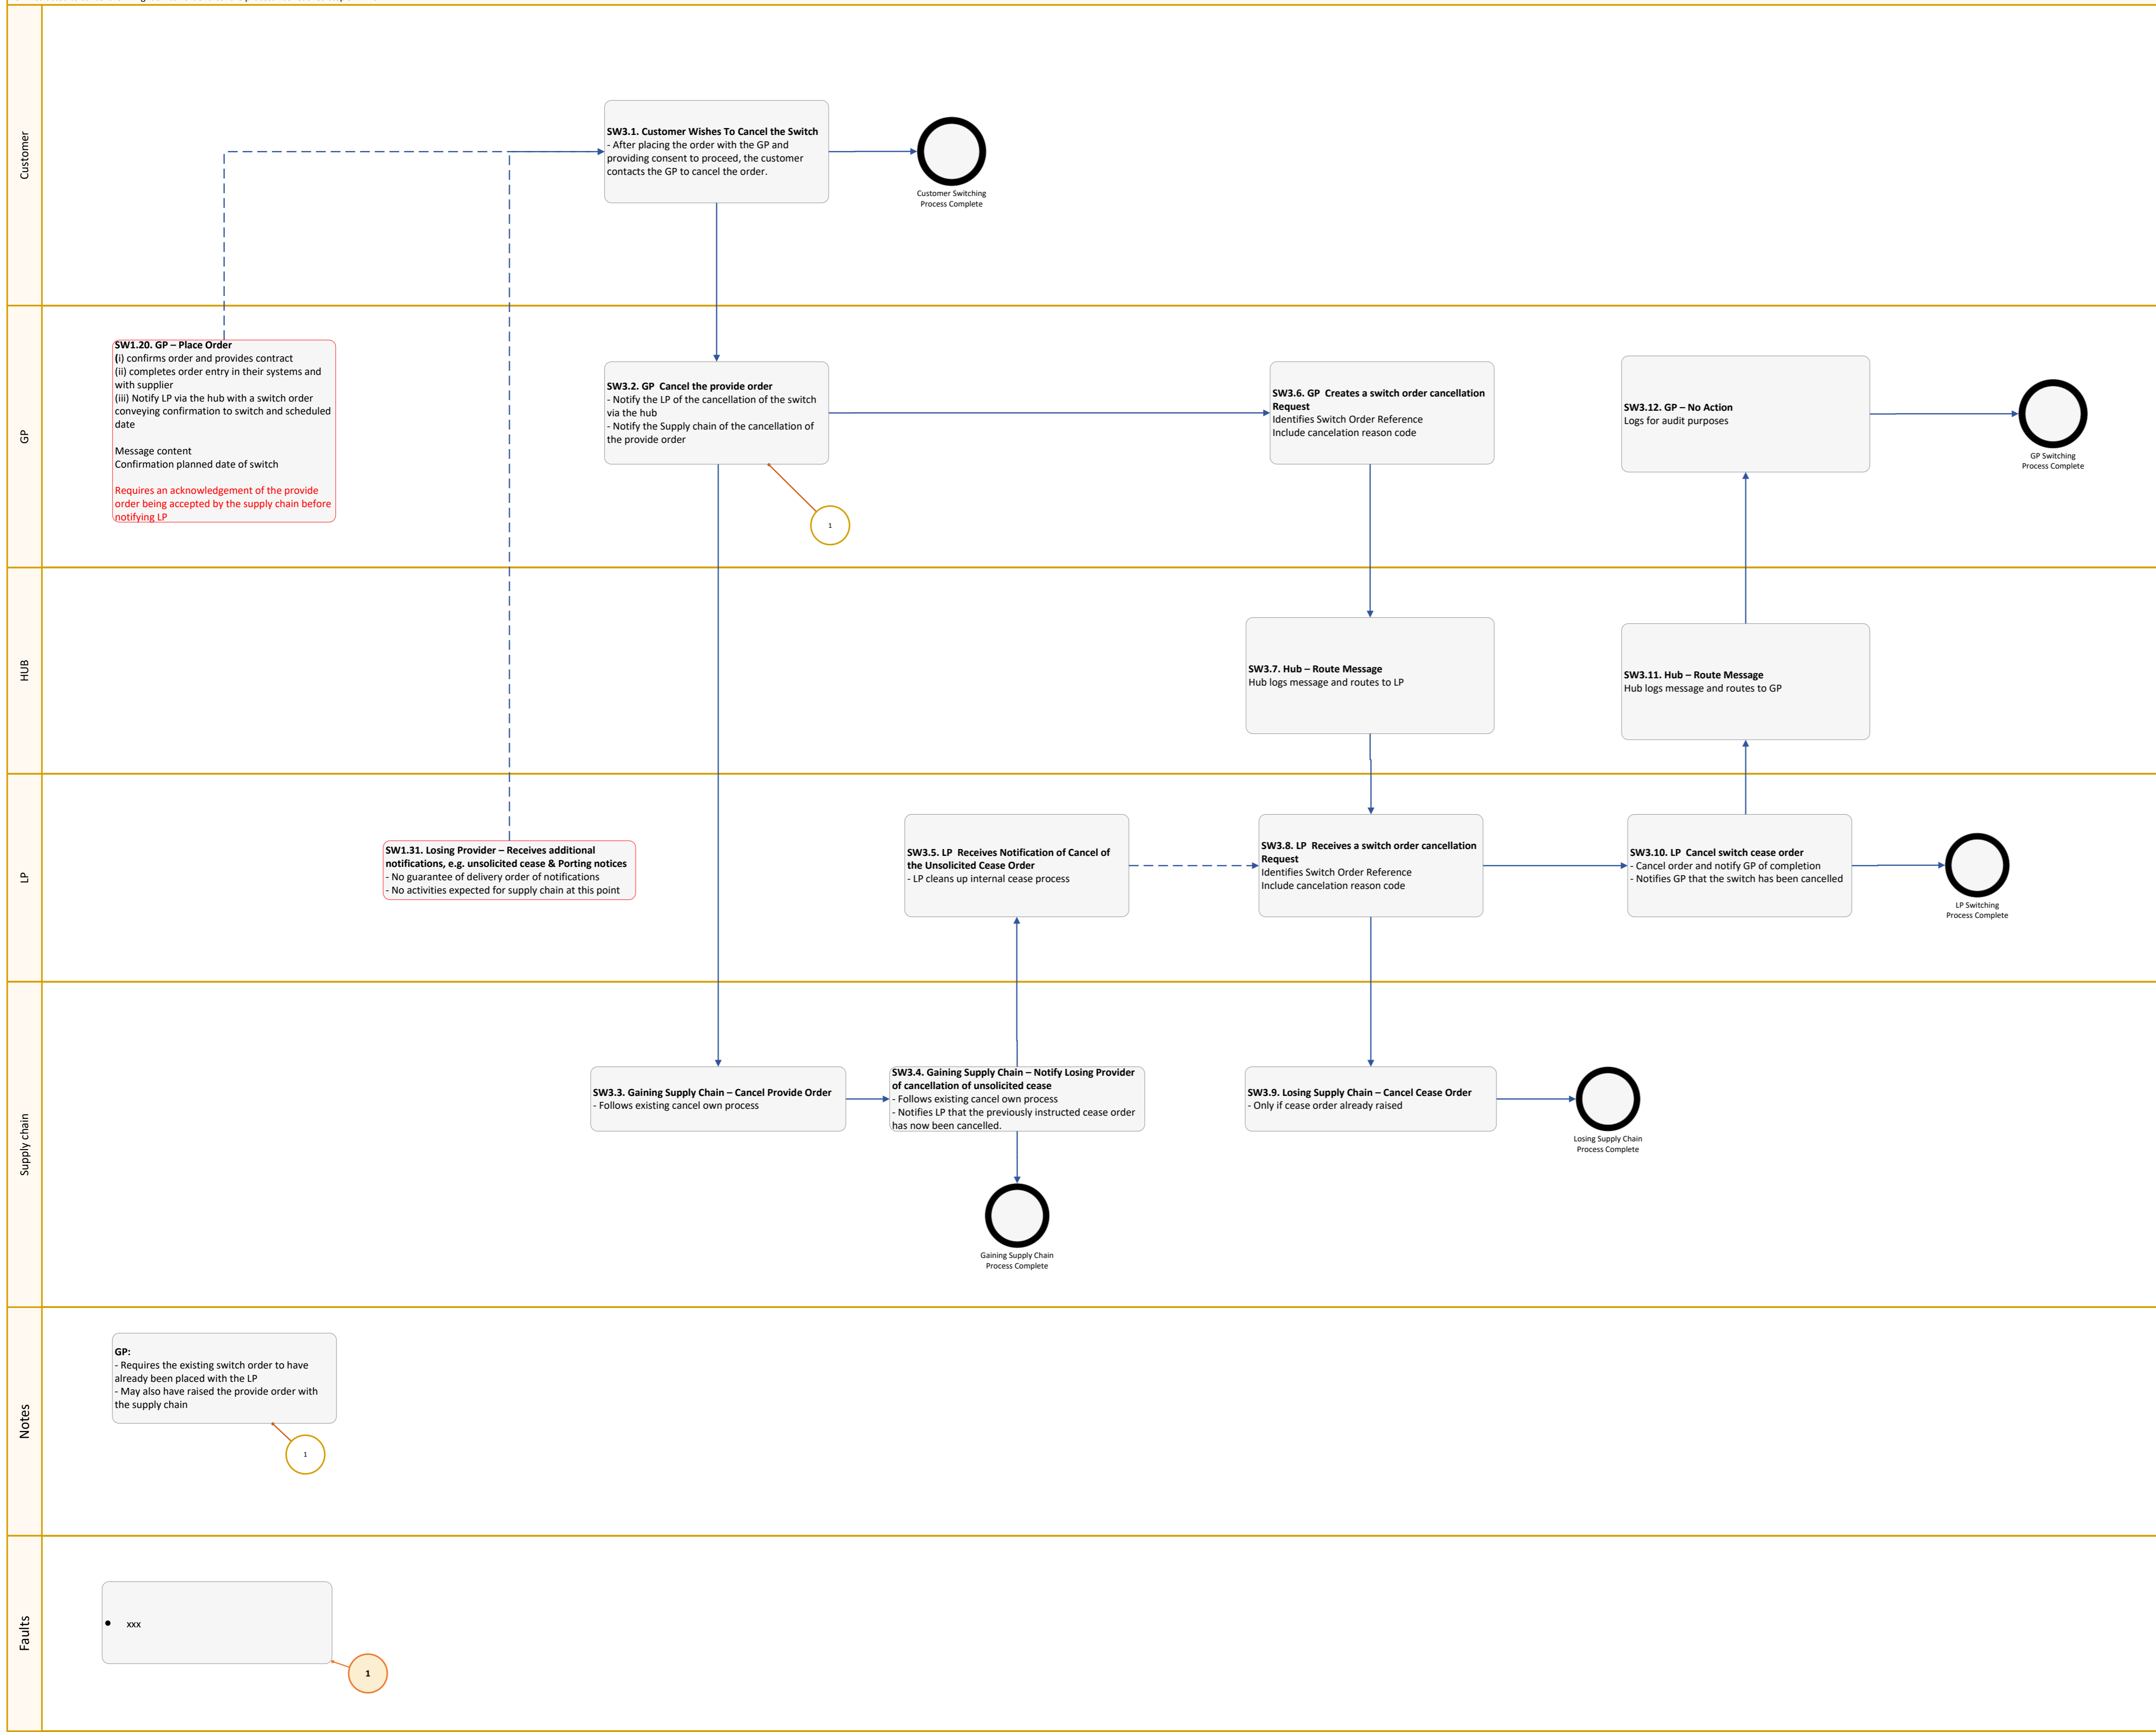 Customer
SW3.1. Customer Wishes To Cancel the Switch
- After placing the order with the GP and
providing consent to proceed, the customer
contacts the GP to cancel the order.
Customer Switching
Process Complete
GP
SW1.20. GP – Place Order
(i) confirms order and provides contract
(ii) completes order entry in their systems and
with supplier
(iii) Notify LP via the hub with a switch order
conveying confirmation to switch and scheduled
date
Message content
Confirmation planned date of switch
Requires an acknowledgement of the provide
order being accepted by the supply chain before
notifying LP
SW3.2. GP  Cancel the provide order
- Notify the LP of the cancellation of the switch
via the hub
- Notify the Supply chain of the cancellation of
the provide order
1
SW3.6. GP  Creates a switch order cancellation
Request
Identifies Switch Order Reference
Include cancelation reason code
SW3.12. GP – No Action
Logs for audit purposes
GP Switching
Process Complete
HUB
SW3.7. Hub – Route Message
Hub logs message and routes to LP
SW3.11. Hub – Route Message
Hub logs message and routes to GP
LP
SW1.31. Losing Provider – Receives additional
notifications, e.g. unsolicited cease & Porting notices
- No guarantee of delivery order of notifications
- No activities expected for supply chain at this point
SW3.5. LP  Receives Notification of Cancel of
the Unsolicited Cease Order
- LP cleans up internal cease process
SW3.8. LP  Receives a switch order cancellation
Request
Identifies Switch Order Reference
Include cancelation reason code
SW3.10. LP  Cancel switch cease order
- Cancel order and notify GP of completion
- Notifies GP that the switch has been cancelled
LP Switching
Process Complete
Supply chain
SW3.3. Gaining Supply Chain – Cancel Provide Order
- Follows existing cancel own process
SW3.4. Gaining Supply Chain – Notify Losing Provider
of cancellation of unsolicited cease
- Follows existing cancel own process
- Notifies LP that the previously instructed cease order
has now been cancelled.
SW3.9. Losing Supply Chain – Cancel Cease Order
- Only if cease order already raised
Losing Supply Chain
Process Complete
Gaining Supply Chain
Process Complete
Notes
GP:
- Requires the existing switch order to have
already been placed with the LP
- May also have raised the provide order with
the supply chain
1
Faults
● xxx
1